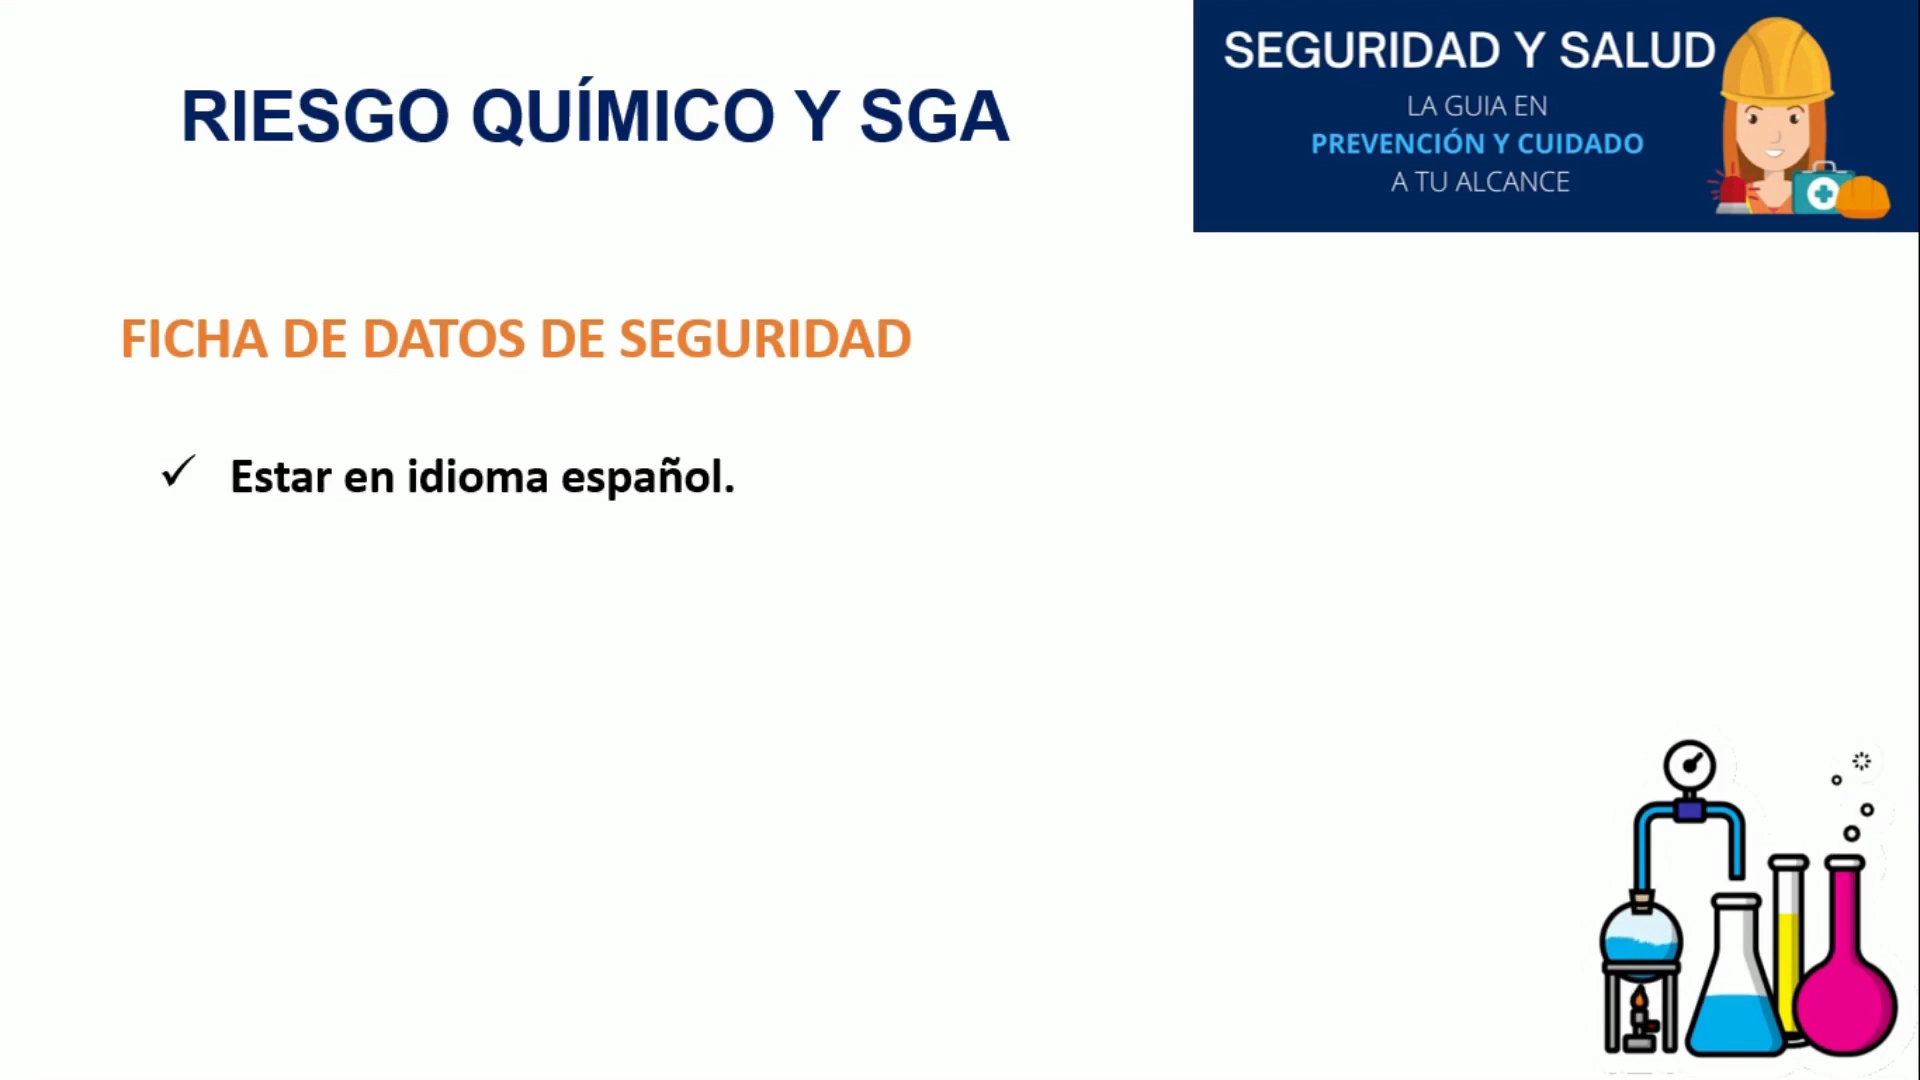 RIESGO QUÍMICO Y SGA
SEGURIDAD Y SALUD
LA GUIA EN
PREVENCIÓN Y CUIDADO
A TU ALCANCE
FICHA DE DATOS DE SEGURIDAD
✓ Estar en idioma español.